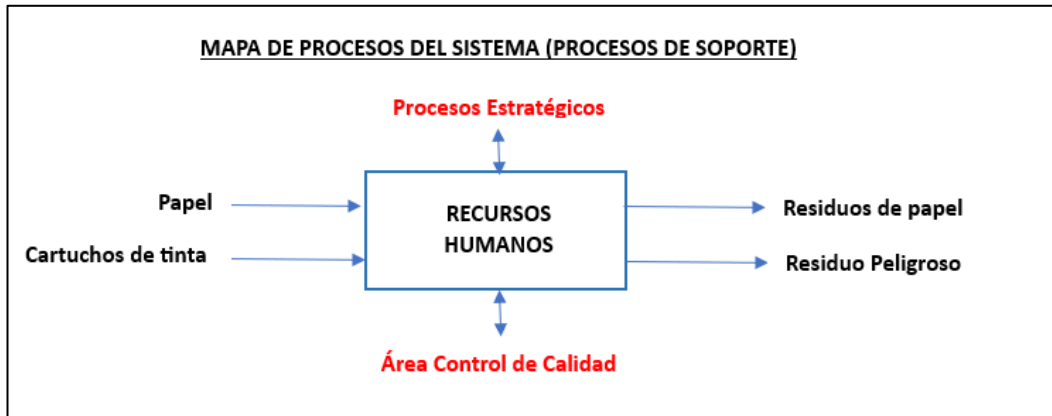 MAPA DE PROCESOS DEL SISTEMA (PROCESOS DE SOPORTE)
Procesos Estratégicos
Papel
Cartuchos de tinta
RECURSOS
HUMANOS
Residuos de papel
Residuo Peligroso
Área Control de Calidad